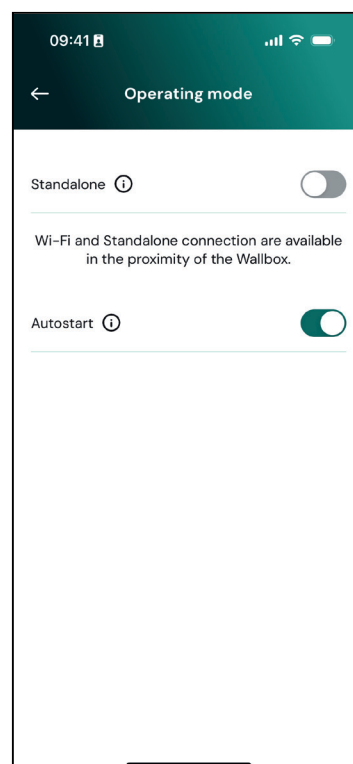 09:41
Operating mode
Standalone
Wi-Fi and Standalone connection are available
in the proximity of the Wallbox.
Autostart